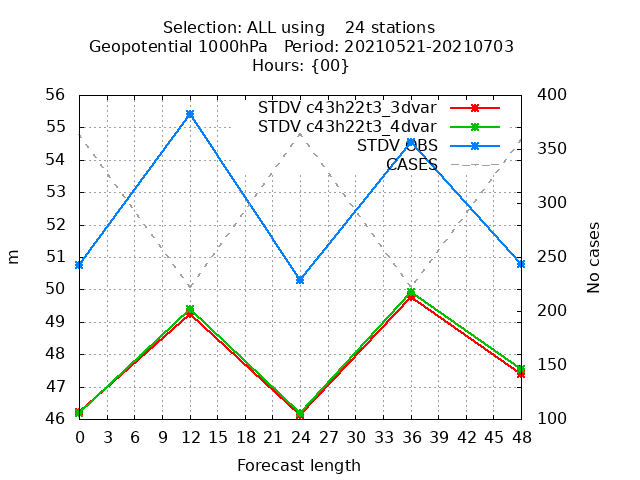 Selection: ALL using    24 stations
Geopotential 1000hPa   Period: 20210521-20210703
Hours: {00}
56
55
54
53
52
51
50
49
48
47
46
m
STDV c43h22t3_3dvar
STDV c43h22t3_4dvar
STDV OBS
CASES
400
350
300
250
200
150
100
No cases
0 3 6 9 12 15 18 21 24 27 30 33 36 39 42 45 48
Forecast length